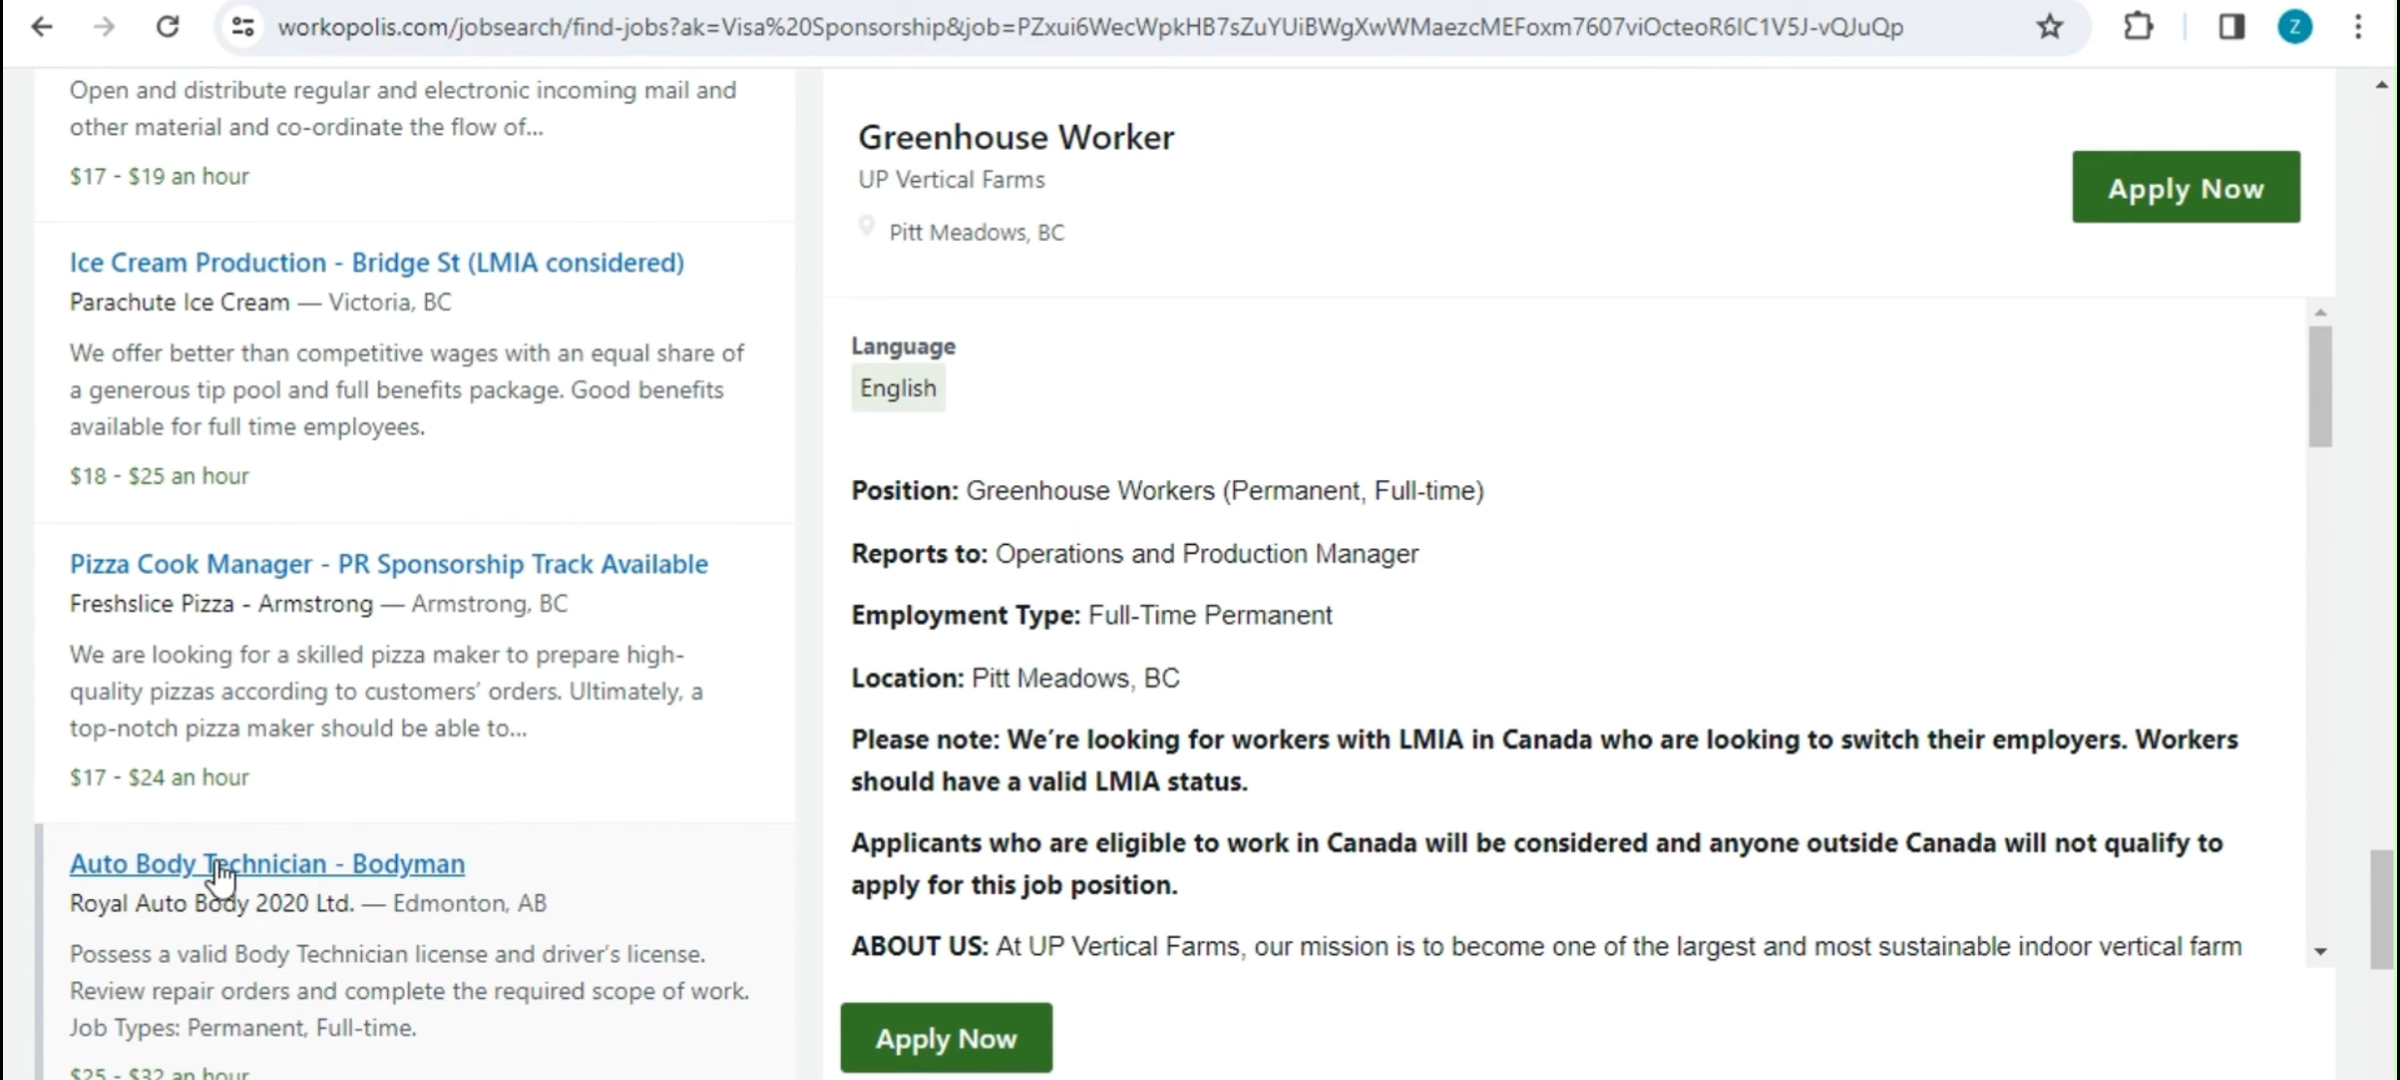 workopolis.com/jobsearch/find-jobs?ak=Visa%20Sponsorship&job=PZxui6WecWpkHB7sZuYUiBWgXwWMaezcMEFoxm7607viOcteoR6IC1V5J-vQJuQp
Z
Open and distribute regular and electronic incoming mail and
other material and co-ordinate the flow of...
$17 - $19 an hour
Ice Cream Production - Bridge St (LMIA considered)
Parachute Ice Cream — Victoria, BC
We offer better than competitive wages with an equal share of
a generous tip pool and full benefits package. Good benefits
available for full time employees.
$18 - $25 an hour
Pizza Cook Manager - PR Sponsorship Track Available
Freshslice Pizza - Armstrong — Armstrong, BC
We are looking for a skilled pizza maker to prepare high-
quality pizzas according to customers' orders. Ultimately, a
top-notch pizza maker should be able to...
$17 - $24 an hour
Auto Body Technician - Bodyman
Royal Auto Body 2020 Ltd. — Edmonton, AB
Possess a valid Body Technician license and driver's license.
Review repair orders and complete the required scope of work.
Job Types: Permanent, Full-time.
$25 - $32 an hour
Greenhouse Worker
UP Vertical Farms
Pitt Meadows, BC
Apply Now
Language
English
Position: Greenhouse Workers (Permanent, Full-time)
Reports to: Operations and Production Manager
Employment Type: Full-Time Permanent
Location: Pitt Meadows, BC
Please note: We're looking for workers with LMIA in Canada who are looking to switch their employers. Workers
should have a valid LMIA status.
Applicants who are eligible to work in Canada will be considered and anyone outside Canada will not qualify to
apply for this job position.
ABOUT US: At UP Vertical Farms, our mission is to become one of the largest and most sustainable indoor vertical farm
Apply Now